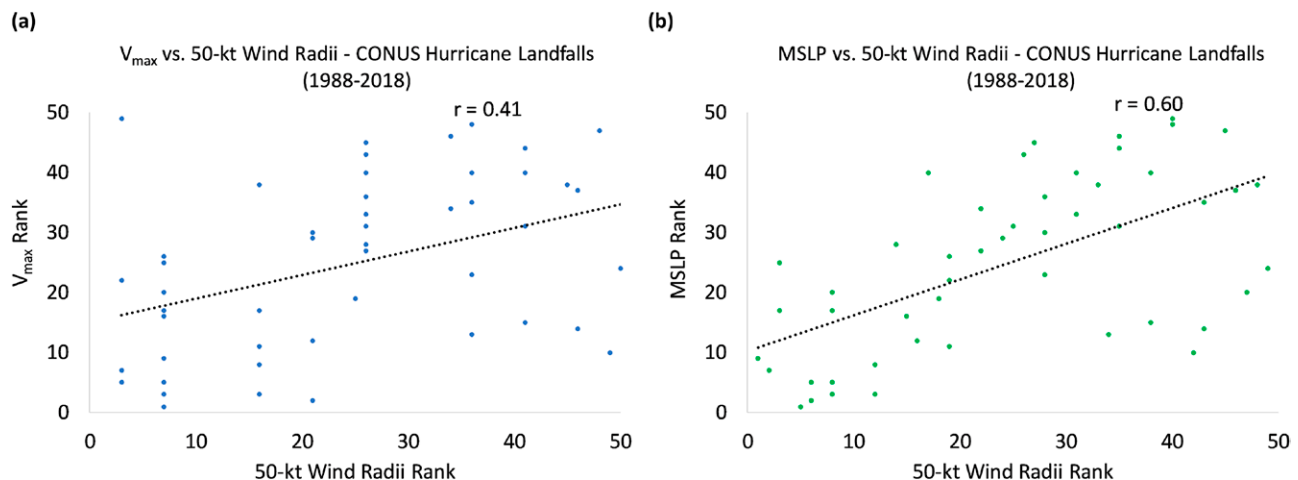 (a)
V_max vs. 50-kt Wind Radii - CONUS Hurricane Landfalls
(1988-2018)
r = 0.41
50
40
30
20
10
0
V_max Rank
0 10 20 30 40 50
50-kt Wind Radii Rank
(b)
MSLP vs. 50-kt Wind Radii - CONUS Hurricane Landfalls
(1988-2018)
r = 0.60
50
40
30
20
10
0
MSLP Rank
0 10 20 30 40 50
50-kt Wind Radii Rank